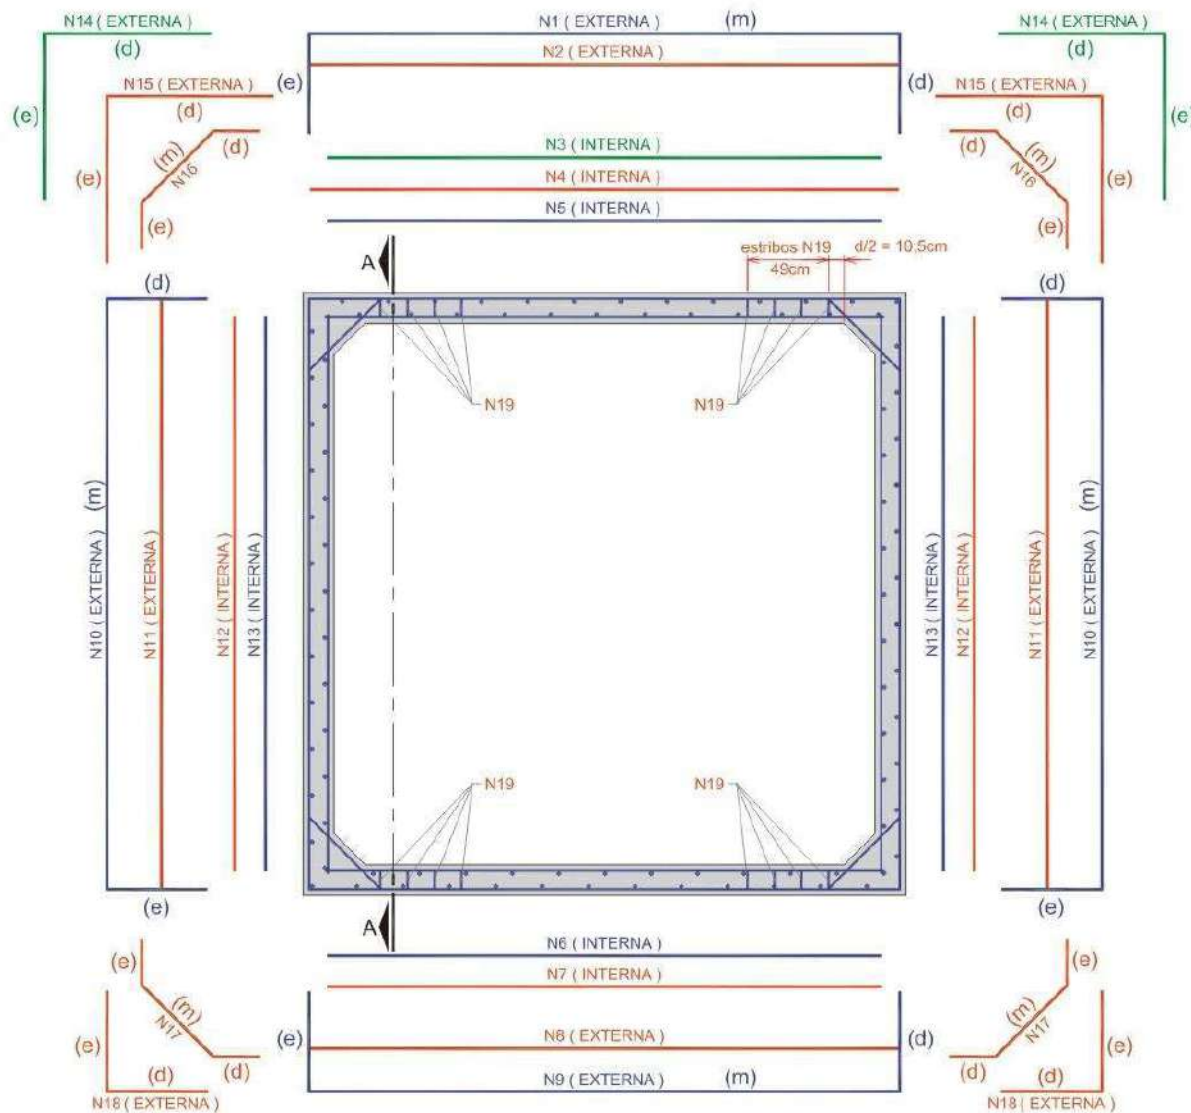 N14 ( EXTERNA )
(d)
(e)
N1 ( EXTERNA )
(m)
N2 ( EXTERNA )
(e)
(d)
N14 ( EXTERNA )
(d)
(e)
N15 ( EXTERNA )
(d)
(e)
(m)
N16
(d)
(e)
N3 ( INTERNA )
N4 ( INTERNA )
N5 ( INTERNA )
N15 ( EXTERNA )
(d)
(e)
(m)
N16
(d)
(e)
A
estribos N19
49cm
d/2 = 10,5cm
(d)
(d)
N19
N19
N10 ( EXTERNA )
(m)
N11 ( EXTERNA )
N12 ( INTERNA )
N13 ( INTERNA )
N13 ( INTERNA )
N12 ( INTERNA )
N11 ( EXTERNA )
N10 ( EXTERNA )
(m)
N19
N19
(e)
(e)
A
N6 ( INTERNA )
N7 ( INTERNA )
N8 ( EXTERNA )
N9 ( EXTERNA )
(m)
(e)
(d)
(e)
(m)
N17
(d)
(e)
(d)
N18 ( EXTERNA )
(e)
(m)
N17
(d)
(e)
(d)
N18 ( EXTERNA )